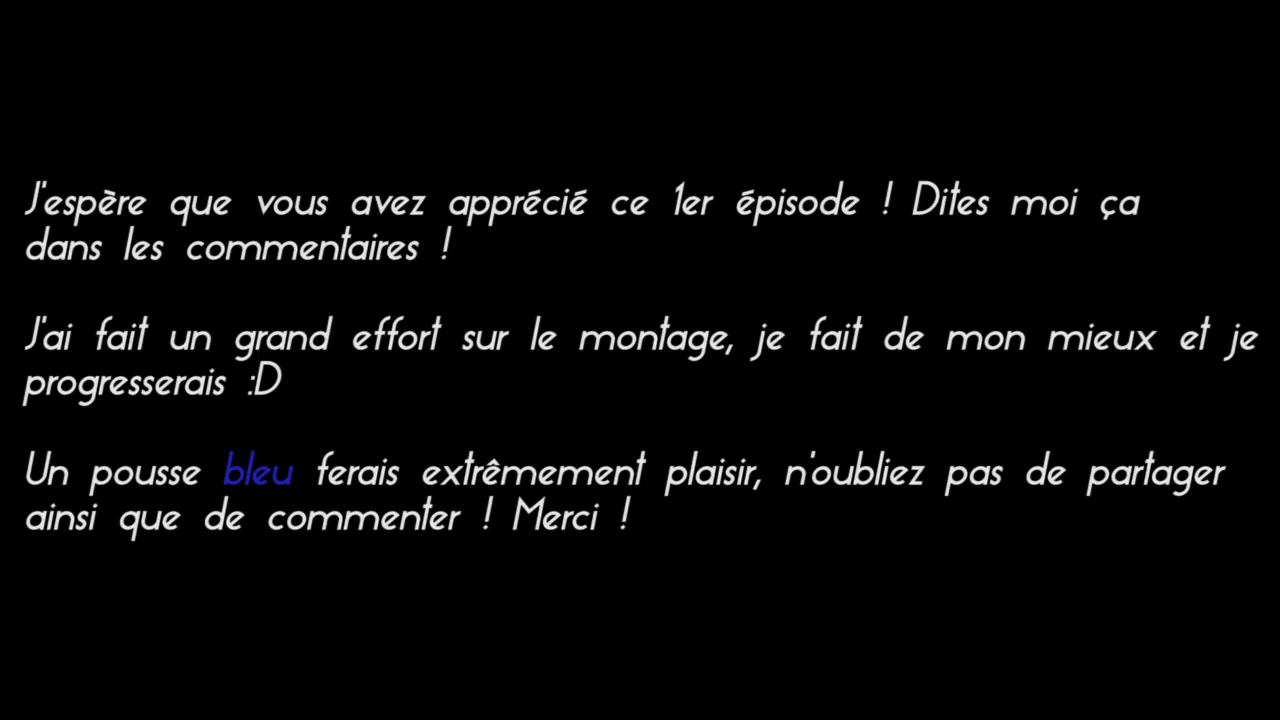 J'espère que vous avez apprécié ce 1er épisode ! Dites moi ça
dans les commentaires !
J'ai fait un grand effort sur le montage, je fait de mon mieux et je
progresserais :D
Un pousse bleu ferais extrêmement plaisir, n'oubliez pas de partager
ainsi que de commenter ! Merci !